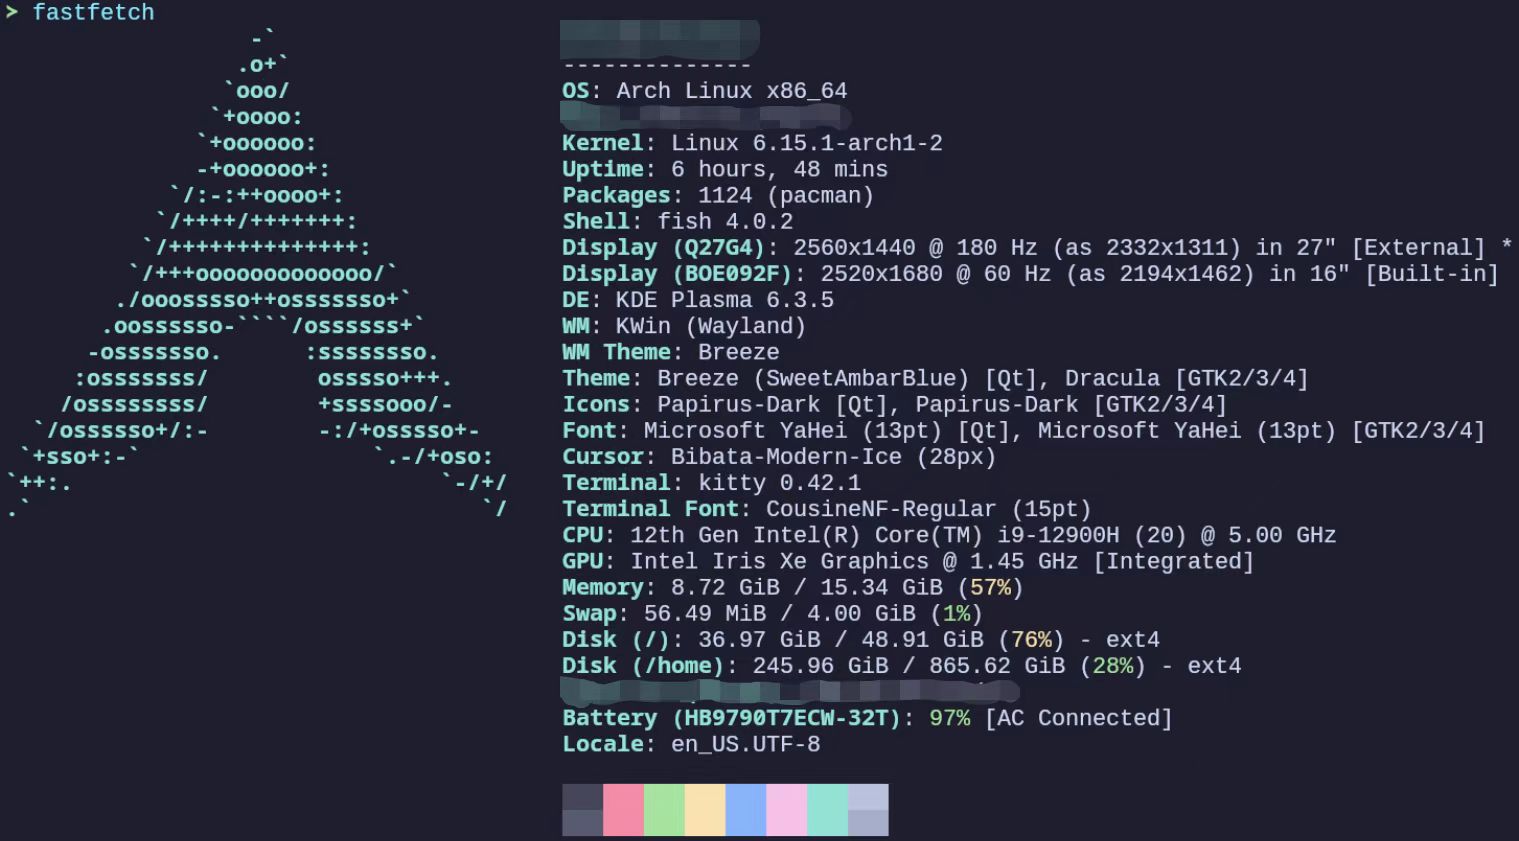 > fastfetch
-`
.o+`
`ooo/
`+oooo:
`+oooooo:
-+oooooo+:
`/:-:++oooo+:
`/++++/+++++++:
`/++++++++++++++:
`/+++ooooooooooooo/`
./ooosssso++osssssso+`
.oossssso-````/ossssss+`
-osssssso. :ssssssso.
:osssssss/ osssso+++.
/ossssssss/ +ssssooo/-
`/ossssso+/:- -:/+osssso+-
`+sso+:-` `.-/+oso:
`++:. `-/+/
.` `/
--------------
OS: Arch Linux x86_64
Kernel: Linux 6.15.1-arch1-2
Uptime: 6 hours, 48 mins
Packages: 1124 (pacman)
Shell: fish 4.0.2
Display (Q27G4): 2560x1440 @ 180 Hz (as 2332x1311) in 27" [External] *
Display (BOE092F): 2520x1680 @ 60 Hz (as 2194x1462) in 16" [Built-in]
DE: KDE Plasma 6.3.5
WM: KWin (Wayland)
WM Theme: Breeze
Theme: Breeze (SweetAmbarBlue) [Qt], Dracula [GTK2/3/4]
Icons: Papirus-Dark [Qt], Papirus-Dark [GTK2/3/4]
Font: Microsoft YaHei (13pt) [Qt], Microsoft YaHei (13pt) [GTK2/3/4]
Cursor: Bibata-Modern-Ice (28px)
Terminal: kitty 0.42.1
Terminal Font: CousineNF-Regular (15pt)
CPU: 12th Gen Intel(R) Core(TM) i9-12900H (20) @ 5.00 GHz
GPU: Intel Iris Xe Graphics @ 1.45 GHz [Integrated]
Memory: 8.72 GiB / 15.34 GiB (57%)
Swap: 56.49 MiB / 4.00 GiB (1%)
Disk (/): 36.97 GiB / 48.91 GiB (76%) - ext4
Disk (/home): 245.96 GiB / 865.62 GiB (28%) - ext4
Battery (HB9790T7ECW-32T): 97% [AC Connected]
Locale: en_US.UTF-8